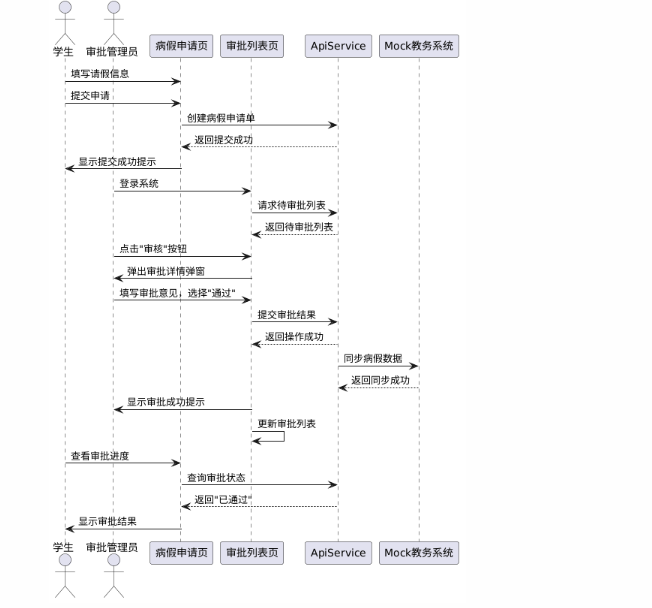 学生
审批管理员
病假申请页
审批列表页
ApiService
Mock教务系统
填写请假信息
提交申请
创建病假申请单
返回提交成功
显示提交成功提示
登录系统
请求待审批列表
返回待审批列表
点击"审核"按钮
弹出审批详情弹窗
填写审批意见，选择"通过"
提交审批结果
返回操作成功
同步病假数据
返回同步成功
显示审批成功提示
更新审批列表
查看审批进度
查询审批状态
返回"已通过"
显示审批结果
学生
审批管理员
病假申请页
审批列表页
ApiService
Mock教务系统